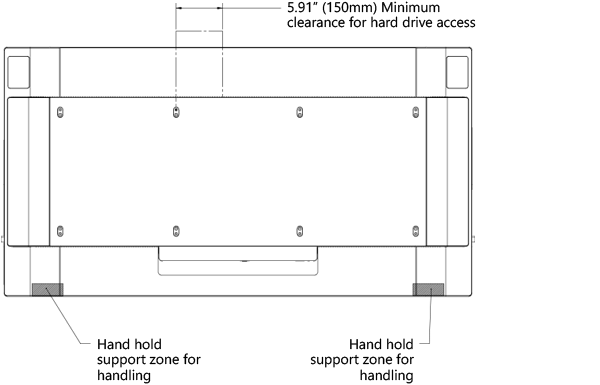 5.91” (150mm) Minimum
clearance for hard drive access
Hand hold
support zone for
handling
Hand hold
support zone for
handling